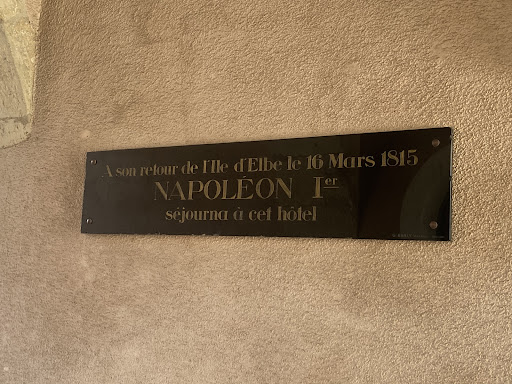 A son retour de l'Ile d'Elbe le 16 Mars 1815
NAPOLÉON Ier
séjourna à cet hôtel